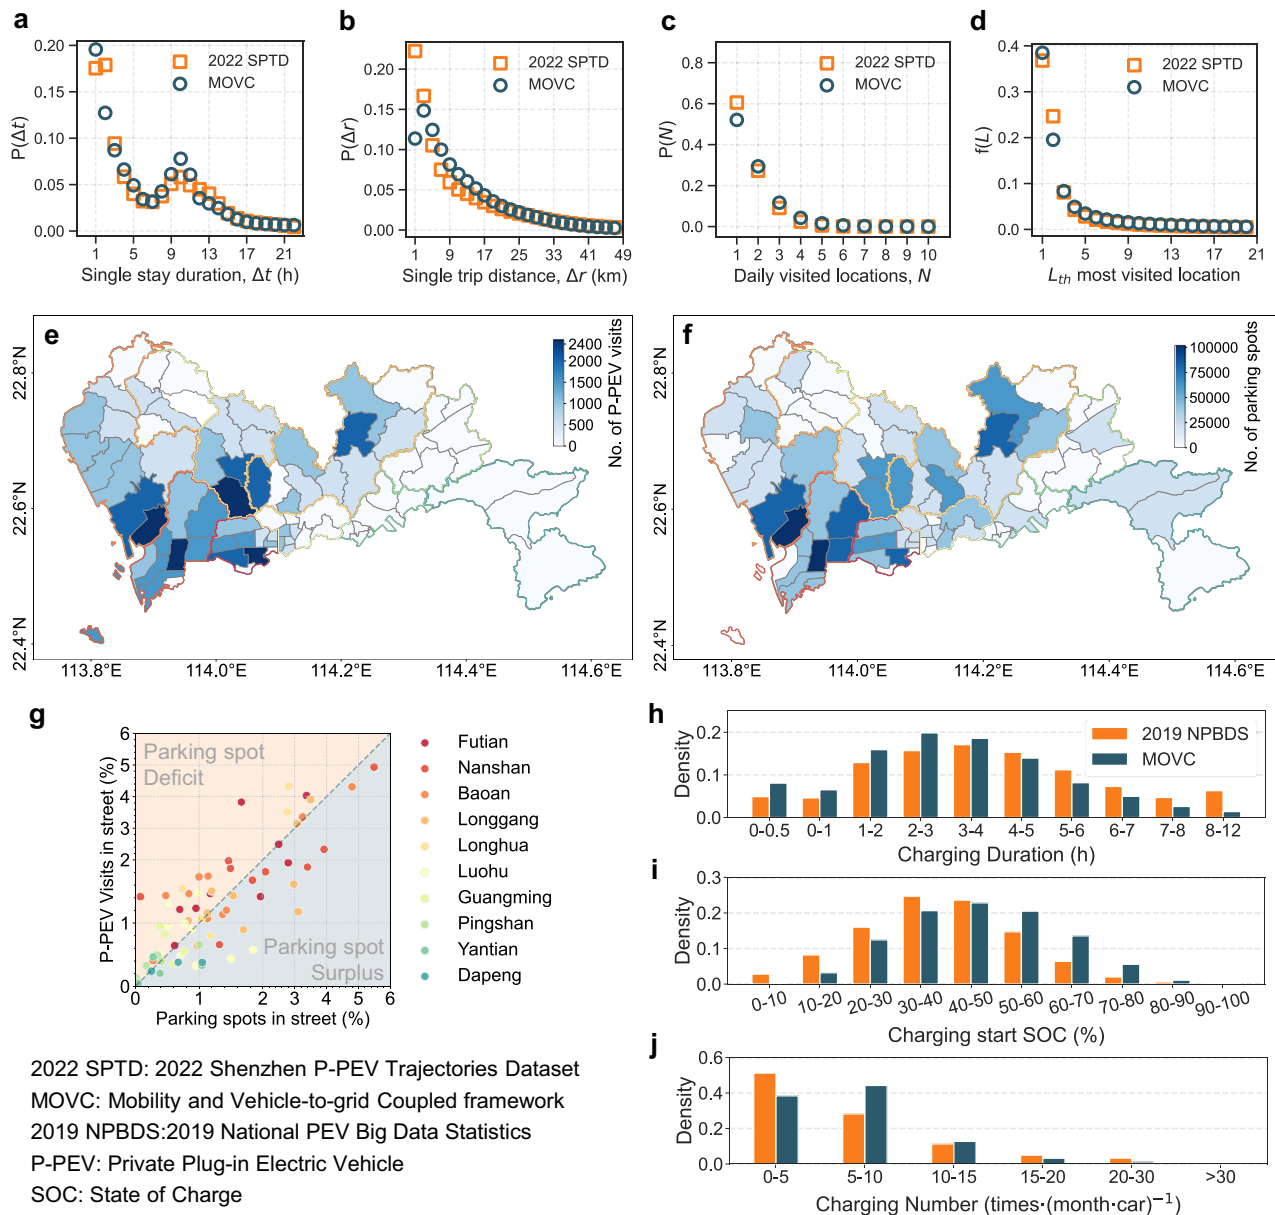 a
0.20
0.15
0.10
0.05
0.00
P(Δt)
2022 SPTD
MOVC
1 5 9 13 17 21
Single stay duration, Δt (h)
b
0.20
0.15
0.10
0.05
0.00
P(Δr)
2022 SPTD
MOVC
1 9 17 25 33 41 49
Single trip distance, Δr (km)
c
0.8
0.6
0.4
0.2
0.0
P(N)
2022 SPTD
MOVC
1 2 3 4 5 6 7 8 9 10
Daily visited locations, N
d
0.4
0.3
0.2
0.1
0.0
f(L)
2022 SPTD
MOVC
1 5 9 13 17 21
Lth most visited location
e
22.8°N
22.6°N
22.4°N
113.8°E 114.0°E 114.2°E 114.4°E 114.6°E
No. of P-PEV visits
2400
2000
1500
1000
500
0
f
22.8°N
22.6°N
22.4°N
113.8°E 114.0°E 114.2°E 114.4°E 114.6°E
No. of parking spots
100000
75000
50000
25000
0
g
P-PEV Visits in street (%)
6
5
4
3
2
1
0
Parking spot
Deficit
Parking spot
Surplus
0 1 2 3 4 5 6
Parking spots in street (%)
Futian
Nanshan
Baoan
Longgang
Longhua
Luohu
Guangming
Pingshan
Yantian
Dapeng
h
Density
0.2
0.1
0.0
2019 NPBDS
MOVC
0-0.5 0-1 1-2 2-3 3-4 4-5 5-6 6-7 7-8 8-12
Charging Duration (h)
i
Density
0.3
0.2
0.1
0.0
0-10 10-20 20-30 30-40 40-50 50-60 60-70 70-80 80-90 90-100
Charging start SOC (%)
j
Density
0.6
0.4
0.2
0.0
0-5 5-10 10-15 15-20 20-30 >30
Charging Number (times·(month·car)⁻¹)
2022 SPTD: 2022 Shenzhen P-PEV Trajectories Dataset
MOVC: Mobility and Vehicle-to-grid Coupled framework
2019 NPBDS:2019 National PEV Big Data Statistics
P-PEV: Private Plug-in Electric Vehicle
SOC: State of Charge